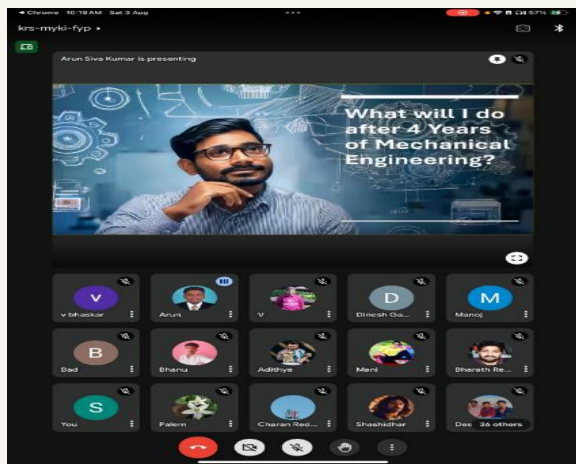 Chrome 10:19 AM Sat 3 Aug
57%
krs-myki-fyp
Arun Siva Kumar is presenting
What will I do
after 4 Years
of Mechanical
Engineering?
V
v bhaskar
Arun
V
D
Dinesh Ga...
M
Manoj
B
Bad
Bhanu
Adithya
Mani
Bharath Re...
S
You
Palem
Charan Red...
Shashidhar
Des
36 others